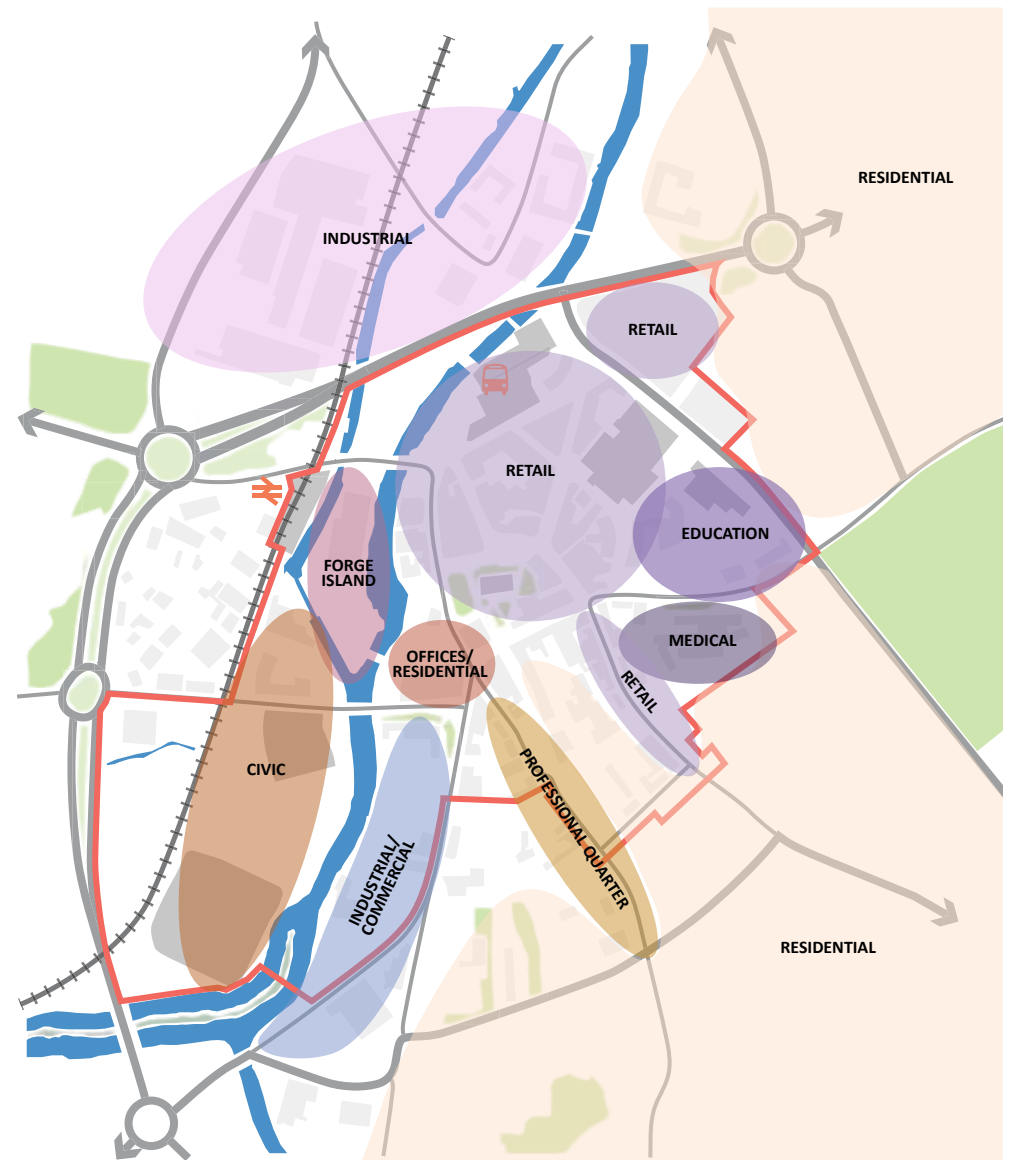 RESIDENTIAL
INDUSTRIAL
RETAIL
RETAIL
EDUCATION
FORGE
ISLAND
MEDICAL
OFFICES/
RESIDENTIAL
RETAIL
CIVIC
PROFESSIONAL QUARTER
INDUSTRIAL/
COMMERCIAL
RESIDENTIAL